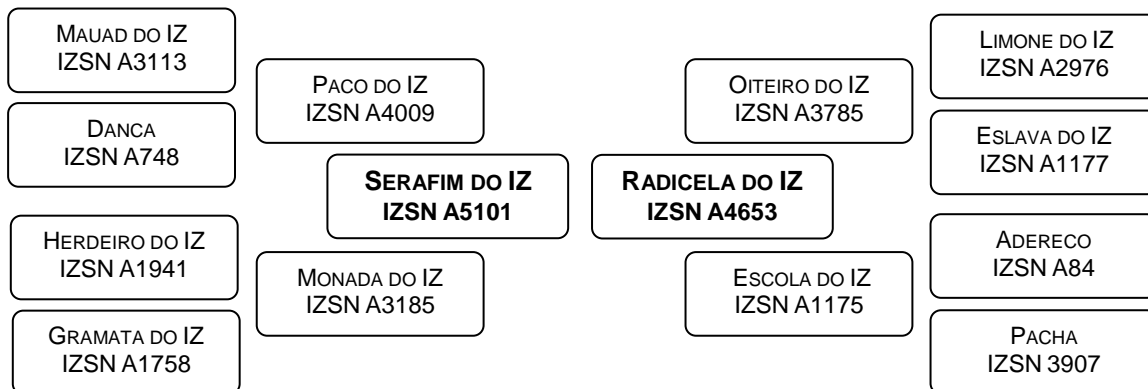 MAUAD DO IZ
IZSN A3113
DANCA
IZSN A748
HERDEIRO DO IZ
IZSN A1941
GRAMATA DO IZ
IZSN A1758
PACO DO IZ
IZSN A4009
MONADA DO IZ
IZSN A3185
SERAFIM DO IZ
IZSN A5101
RADICELA DO IZ
IZSN A4653
OITEIRO DO IZ
IZSN A3785
ESCOLA DO IZ
IZSN A1175
LIMONE DO IZ
IZSN A2976
ESLAVA DO IZ
IZSN A1177
ADERECO
IZSN A84
PACHA
IZSN 3907